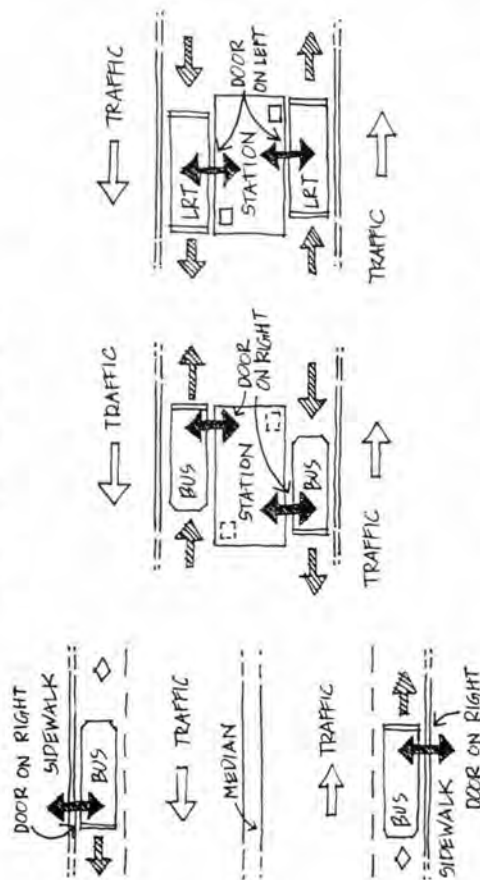 DOOR ON RIGHT
SIDEWALK
BUS
TRAFFIC
MEDIAN
TRAFFIC
BUS
SIDEWALK
DOOR ON RIGHT
TRAFFIC
BUS
DOOR
ON RIGHT
STATION
BUS
TRAFFIC
TRAFFIC
LRT
DOOR
ON LEFT
STATION
LRT
TRAFFIC